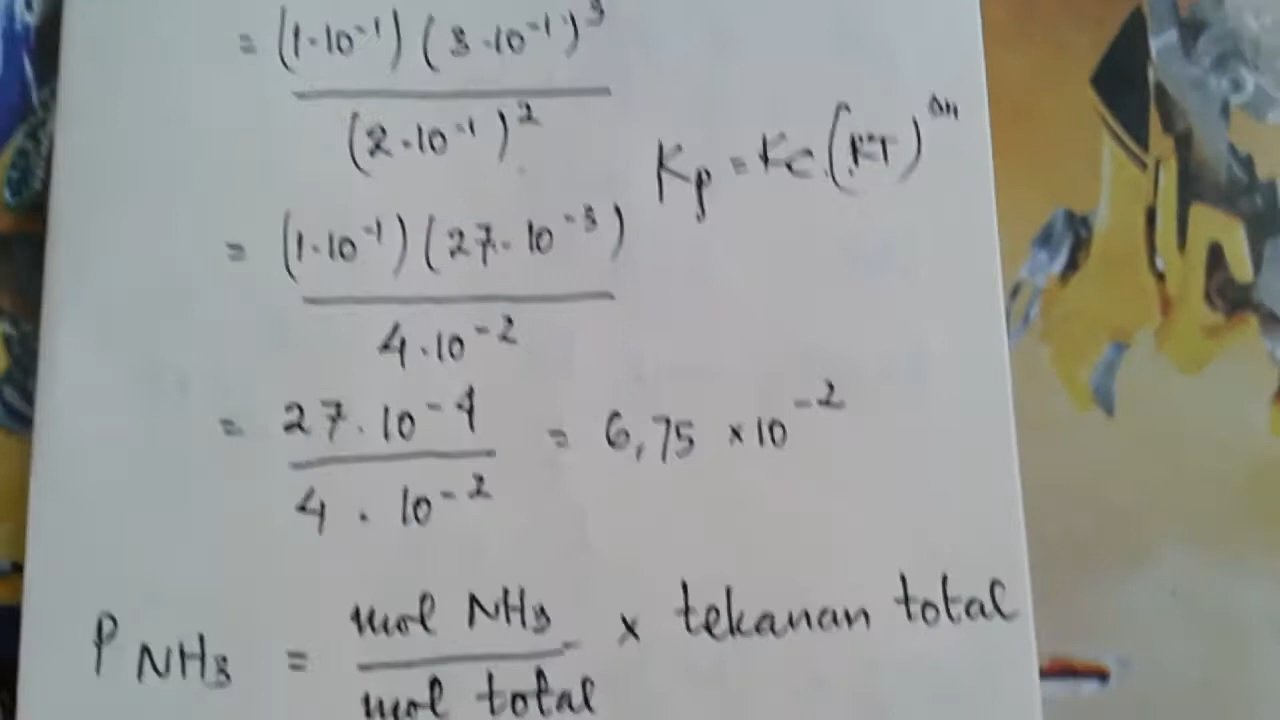 = (1·10⁻¹) (3·10⁻¹)³
(2·10⁻¹)²
Kp = Kc (RT)^Δn
= (1·10⁻¹) (27·10⁻³)
4·10⁻²
= 27·10⁻⁴ = 6,75 × 10⁻²
4 · 10⁻²
P NH₃ = mol NH₃ × tekanan total
mol total